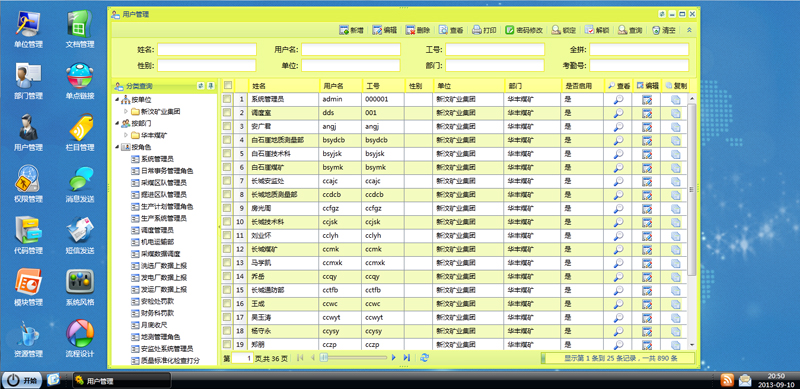 用户管理
新增 编辑 删除 查看 打印 密码修改 锁定 解锁 查询 清空
姓名: 用户名: 工号: 全拼:
性别: 单位: 部门: 考勤号:
单位管理 文档管理
部门管理 单点链接
用户管理 栏目管理
权限管理 消息发送
代码管理 短信发送
模块管理 系统风格
资源管理 流程设计
分类查询
按单位
新汶矿业集团
按部门
华丰煤矿
按角色
系统管理员
日常事务管理角色
采煤区队管理员
掘进区队管理员
生产计划管理角色
生产系统管理员
调度管理员
机电运输部
采煤数据调度
洗选厂数据上报
发电厂数据上报
发运厂数据上报
安检处罚款
财务科罚款
月底收尺
地测管理角色
安监处系统管理员
质量标准化检查打分
姓名 用户名 工号 性别 单位 部门 是否启用 查看 编辑 复制
1 系统管理员 admin 000001 新汶矿业集团 华丰煤矿 是
2 调度室 dds 001 新汶矿业集团 华丰煤矿 是
3 安广君 angj angj 新汶矿业集团 华丰煤矿 是
4 白石崖地质测量部 bsydcb bsydcb 新汶矿业集团 华丰煤矿 是
5 白石崖技术科 bsyjsk bsyjsk 新汶矿业集团 华丰煤矿 是
6 白石崖煤矿 bsymk bsymk 新汶矿业集团 华丰煤矿 是
7 长城安监处 ccajc ccajc 新汶矿业集团 华丰煤矿 是
8 长城地质测量部 ccdcb ccdcb 新汶矿业集团 华丰煤矿 是
9 房光周 ccfgz ccfgz 新汶矿业集团 华丰煤矿 是
10 长城技术科 ccjsk ccjsk 新汶矿业集团 华丰煤矿 是
11 刘业怀 cclyh cclyh 新汶矿业集团 华丰煤矿 是
12 长城煤矿 ccmk ccmk 新汶矿业集团 华丰煤矿 是
13 马学凯 ccmxk ccmxk 新汶矿业集团 华丰煤矿 是
14 齐岳 ccqy ccqy 新汶矿业集团 华丰煤矿 是
15 长城通防部 cctfb cctfb 新汶矿业集团 华丰煤矿 是
16 王成 ccwc ccwc 新汶矿业集团 华丰煤矿 是
17 吴玉涛 ccwyt ccwyt 新汶矿业集团 华丰煤矿 是
18 杨守永 ccysy ccysy 新汶矿业集团 华丰煤矿 是
19 郑朋 cczp cczp 新汶矿业集团 华丰煤矿 是
第 1 页,共 36 页 显示第 1 条到 25 条记录，一共 890 条
开始 用户管理
20:50
2013-09-10